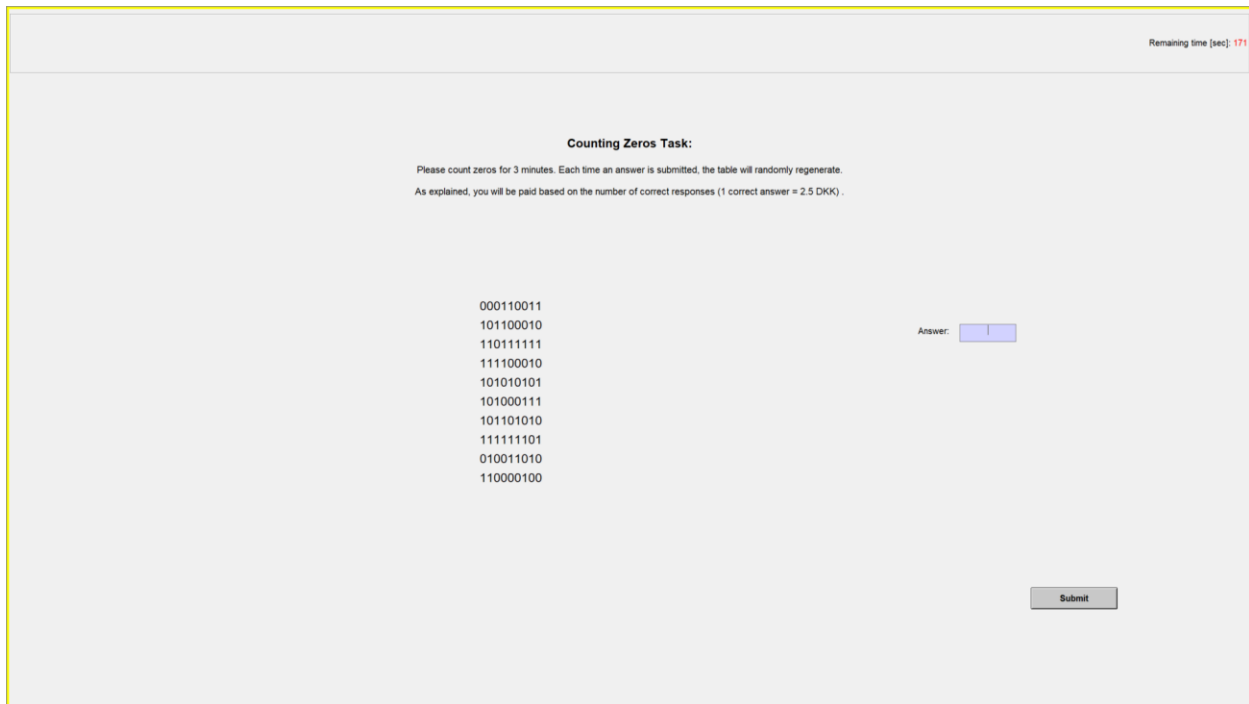 Remaining time [sec]: 171
Counting Zeros Task:
Please count zeros for 3 minutes. Each time an answer is submitted, the table will randomly regenerate.
As explained, you will be paid based on the number of correct responses (1 correct answer = 2.5 DKK) .
000110011
101100010
110111111
111100010
101010101
101000111
101101010
111111101
010011010
110000100
Answer:
Submit